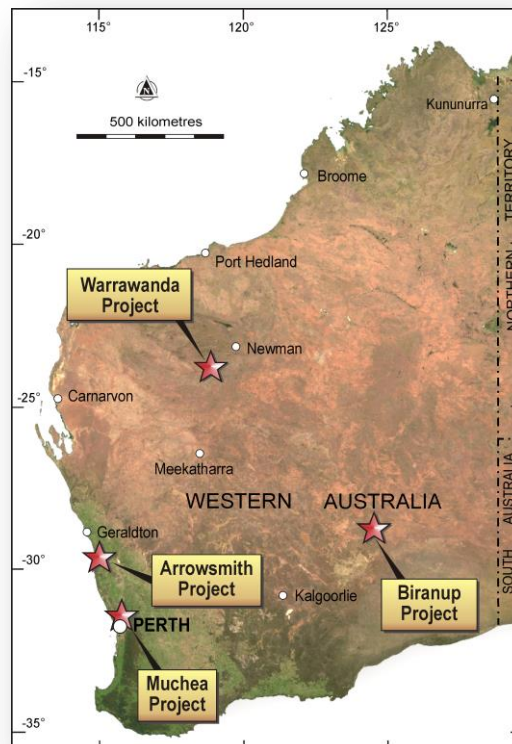 115°
120°
125°
-15°
N
500 kilometres
Kununurra
Broome
-20°
Port Hedland
Warrawanda
Project
Newman
-25°
Carnarvon
Meekatharra
WESTERN AUSTRALIA
Geraldton
-30°
Arrowsmith
Project
Kalgoorlie
Biranup
Project
PERTH
Muchea
Project
-35°
NORTHERN TERRITORY
SOUTH AUSTRALIA